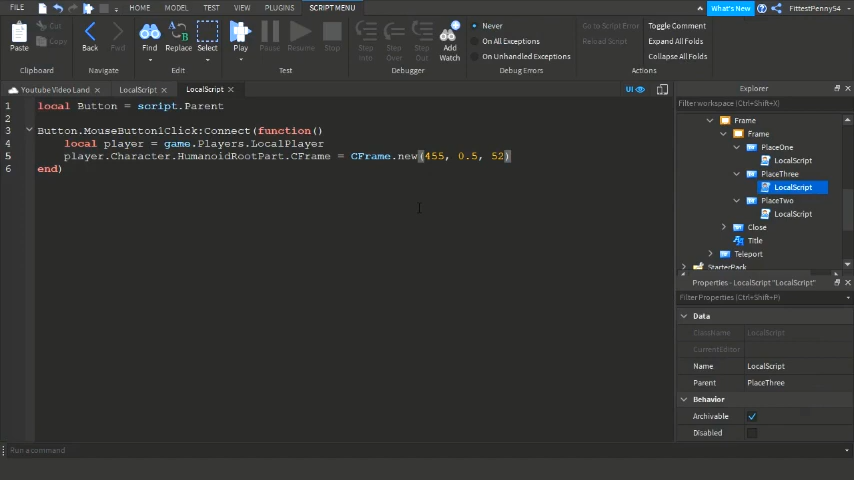 FILE
HOME
MODEL
TEST
VIEW
PLUGINS
SCRIPT MENU
What's New
FittestPenny54
Paste
Cut
Copy
Clipboard
Back
Fwd
Navigate
Find
Replace
Select
Edit
Play
Pause
Resume
Stop
Test
Step Into
Step Over
Step Out
Add Watch
Debugger
Never
On All Exceptions
On Unhandled Exceptions
Debug Errors
Go to Script Error
Reload Script
Toggle Comment
Expand All Folds
Collapse All Folds
Actions
Youtube Video Land
LocalScript
LocalScript
UI
1 local Button = script.Parent
2
3 Button.MouseButton1Click:Connect(function()
4 local player = game.Players.LocalPlayer
5 player.Character.HumanoidRootPart.CFrame = CFrame.new(455, 0.5, 52)
6 end)
Explorer
Filter workspace (Ctrl+Shift+X)
Frame
Frame
PlaceOne
LocalScript
PlaceThree
LocalScript
PlaceTwo
LocalScript
Close
Title
Teleport
StarterPack
Properties - LocalScript "LocalScript"
Filter Properties (Ctrl+Shift+P)
Data
ClassName LocalScript
CurrentEditor
Name LocalScript
Parent PlaceThree
Behavior
Archivable
Disabled
Run a command